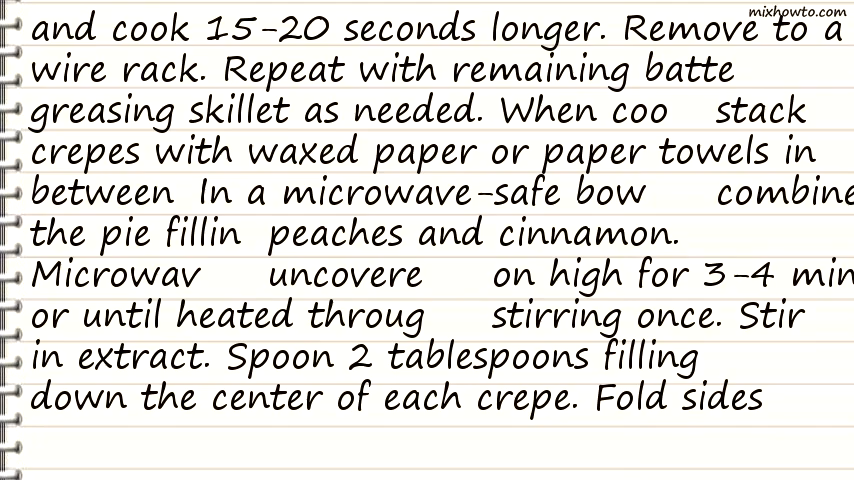 mixhowto.com
and cook 15-20 seconds longer. Remove to a
wire rack. Repeat with remaining batte
greasing skillet as needed. When coo stack
crepes with waxed paper or paper towels in
between In a microwave-safe bow combine
the pie fillin peaches and cinnamon.
Microwav uncovere on high for 3-4 min
or until heated throug stirring once. Stir
in extract. Spoon 2 tablespoons filling
down the center of each crepe. Fold sides